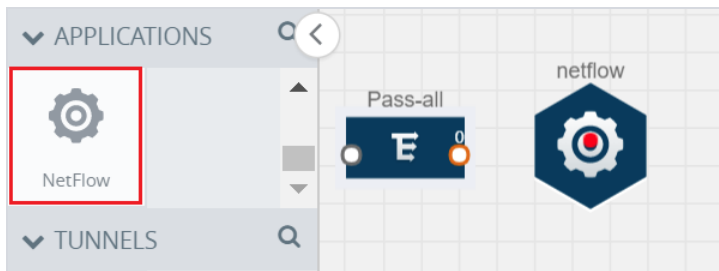 APPLICATIONS
NetFlow
TUNNELS
Pass-all
0
netflow